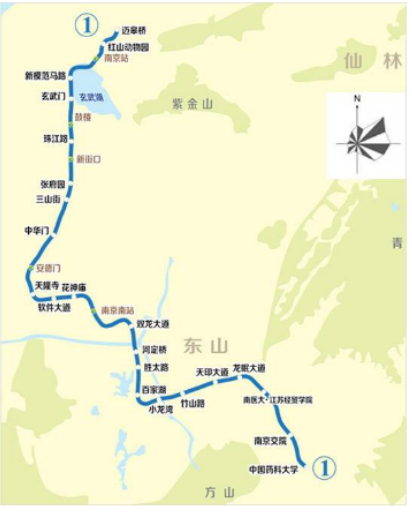 ①
迈皋桥
红山动物园
南京站
新模范马路
玄武门
玄武湖
鼓楼
珠江路
新街口
张府园
三山街
中华门
安德门
天隆寺
花神庙
软件大道
南京南站
双龙大道
河定桥
胜太路
百家湖
小龙湾
竹山路
天印大道
龙眠大道
南医大·江苏经贸学院
南京交院
中国药科大学
①
仙林
紫金山
N
青
东山
方山